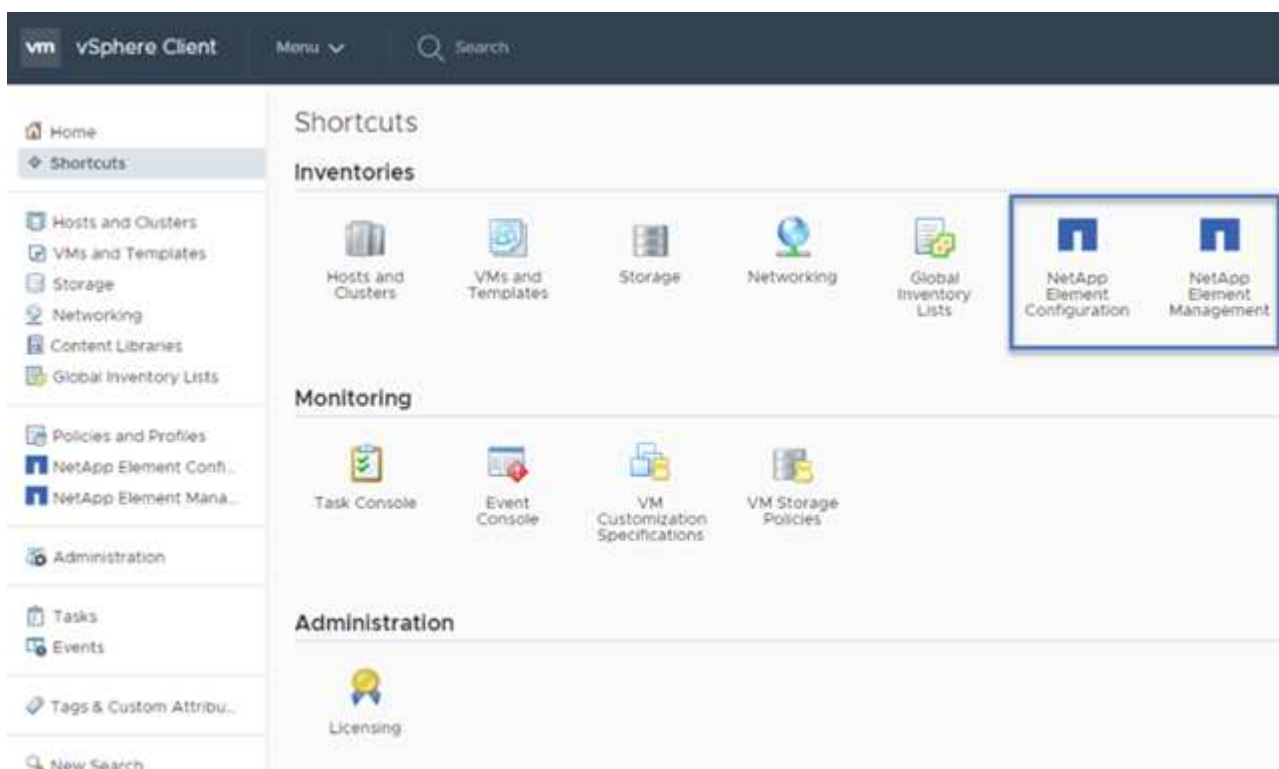 vm vSphere Client Menu Search
Home
Shortcuts
Hosts and Clusters
VMs and Templates
Storage
Networking
Content Libraries
Global Inventory Lists
Policies and Profiles
NetApp Element Confi...
NetApp Element Mana...
Administration
Tasks
Events
Tags & Custom Attribu...
New Search
Shortcuts
Inventories
Hosts and
Clusters
VMs and
Templates
Storage
Networking
Global
Inventory
Lists
NetApp
Element
Configuration
NetApp
Element
Management
Monitoring
Task Console
Event
Console
VM
Customization
Specifications
VM Storage
Policies
Administration
Licensing